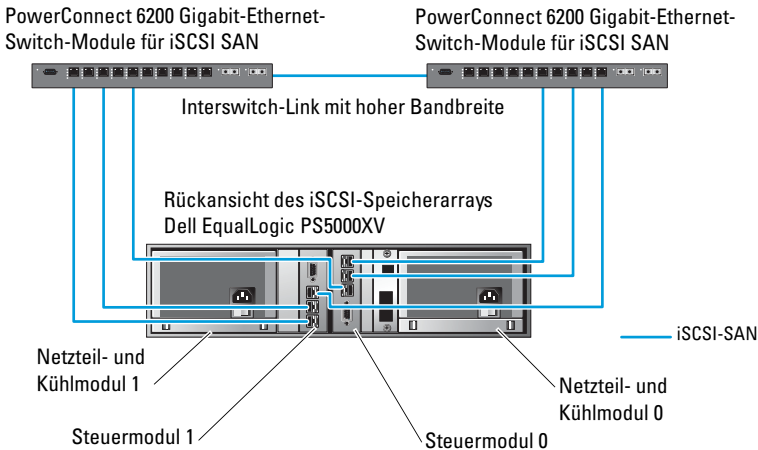 PowerConnect 6200 Gigabit-Ethernet-
Switch-Module für iSCSI SAN
PowerConnect 6200 Gigabit-Ethernet-
Switch-Module für iSCSI SAN
Interswitch-Link mit hoher Bandbreite
Rückansicht des iSCSI-Speicherarrays
Dell EqualLogic PS5000XV
iSCSI-SAN
Netzteil- und
Kühlmodul 1
Netzteil- und
Kühlmodul 0
Steuermodul 1
Steuermodul 0